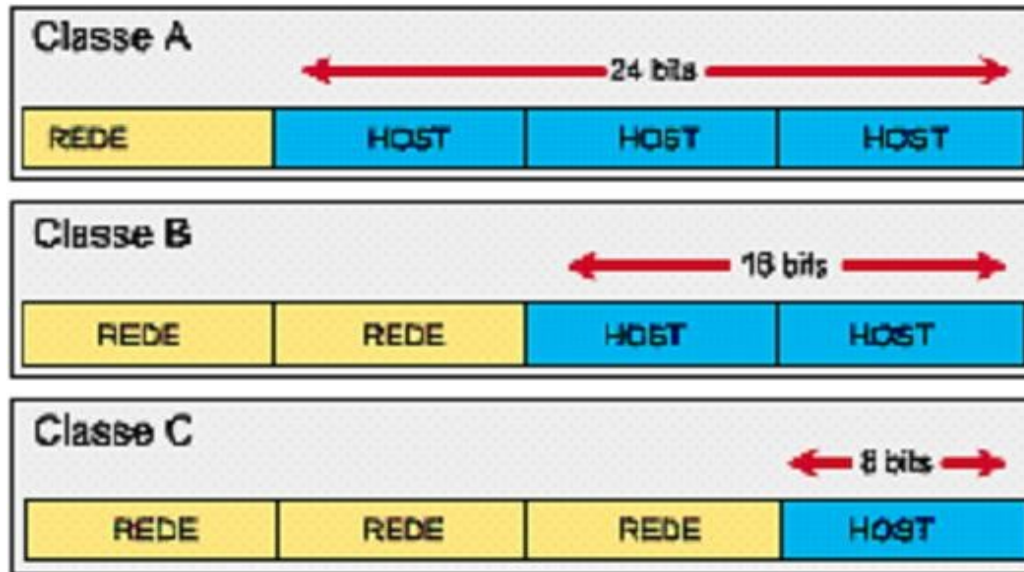 Classe A
24 bits
REDE HOST HOST HOST
Classe B
16 bits
REDE REDE HOST HOST
Classe C
8 bits
REDE REDE REDE HOST